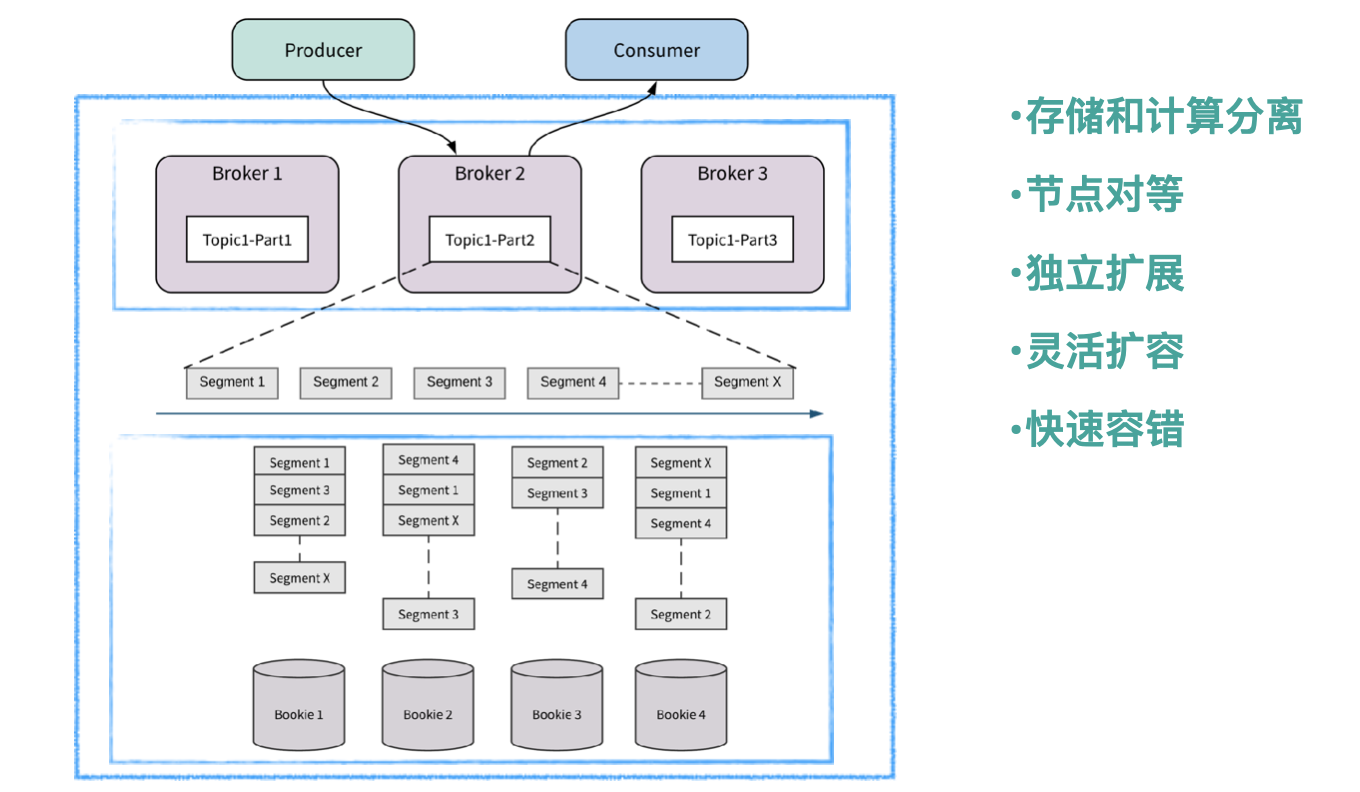 Producer
Consumer
Broker 1
Broker 2
Broker 3
Topic1-Part1
Topic1-Part2
Topic1-Part3
Segment 1
Segment 2
Segment 3
Segment 4
Segment X
Segment 1
Segment 3
Segment 2
Segment X
Segment 4
Segment 1
Segment X
Segment 3
Segment 2
Segment 3
Segment 4
Segment X
Segment 1
Segment 4
Segment 2
Bookie 1
Bookie 2
Bookie 3
Bookie 4
•存储和计算分离
•节点对等
•独立扩展
•灵活扩容
•快速容错